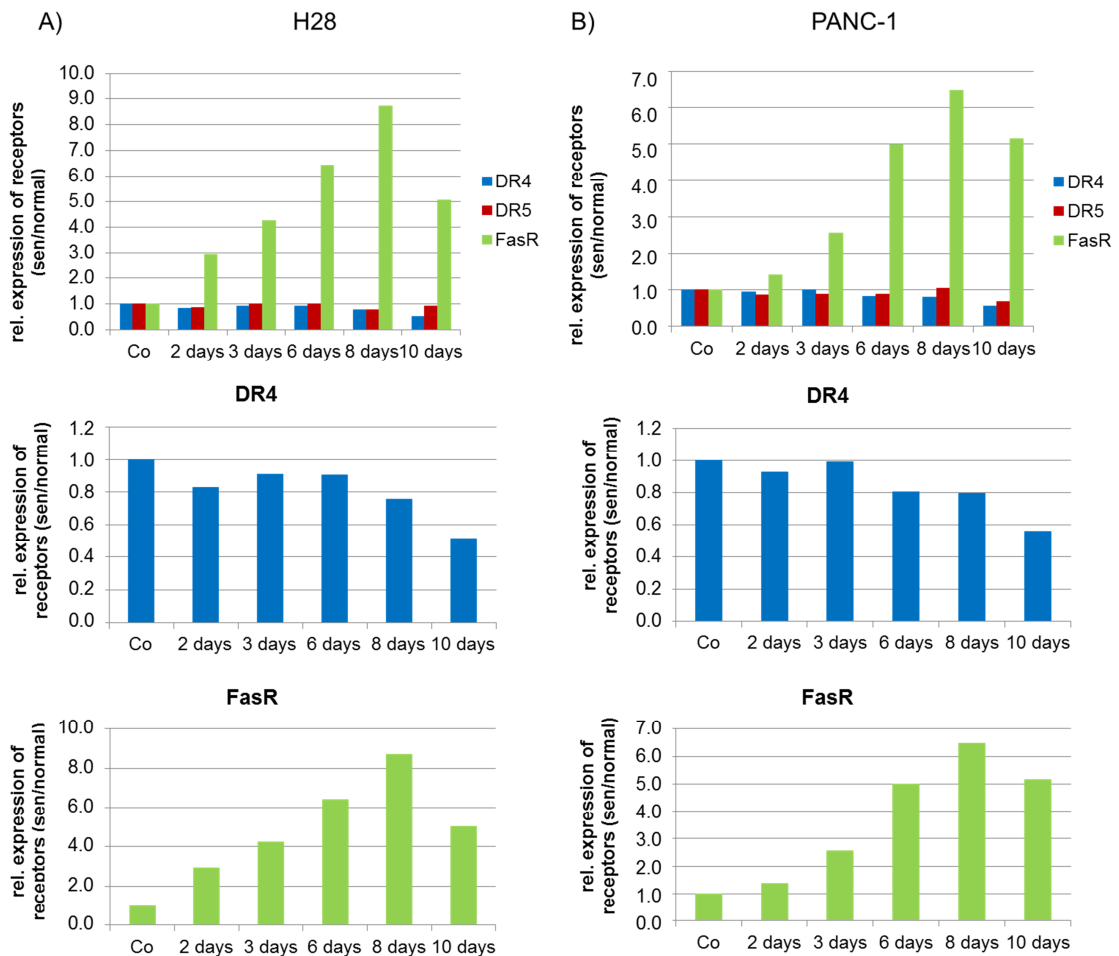 A)
H28
rel. expression of receptors
(sen/normal)
10.0
9.0
8.0
7.0
6.0
5.0
4.0
3.0
2.0
1.0
0.0
Co 2 days 3 days 6 days 8 days 10 days
DR4
DR5
FasR
B)
PANC-1
rel. expression of receptors
(sen/normal)
7.0
6.0
5.0
4.0
3.0
2.0
1.0
0.0
Co 2 days 3 days 6 days 8 days 10 days
DR4
DR5
FasR
DR4
rel. expression of
receptors (sen/normal)
1.2
1.0
0.8
0.6
0.4
0.2
0.0
Co 2 days 3 days 6 days 8 days 10 days
DR4
rel. expression of
receptors (sen/normal)
1.2
1.0
0.8
0.6
0.4
0.2
0.0
Co 2 days 3 days 6 days 8 days 10 days
FasR
rel. expression of
receptors (sen/normal)
10.0
8.0
6.0
4.0
2.0
0.0
Co 2 days 3 days 6 days 8 days 10 days
FasR
rel. expression of
receptors (sen/normal)
7.0
6.0
5.0
4.0
3.0
2.0
1.0
0.0
Co 2 days 3 days 6 days 8 days 10 days